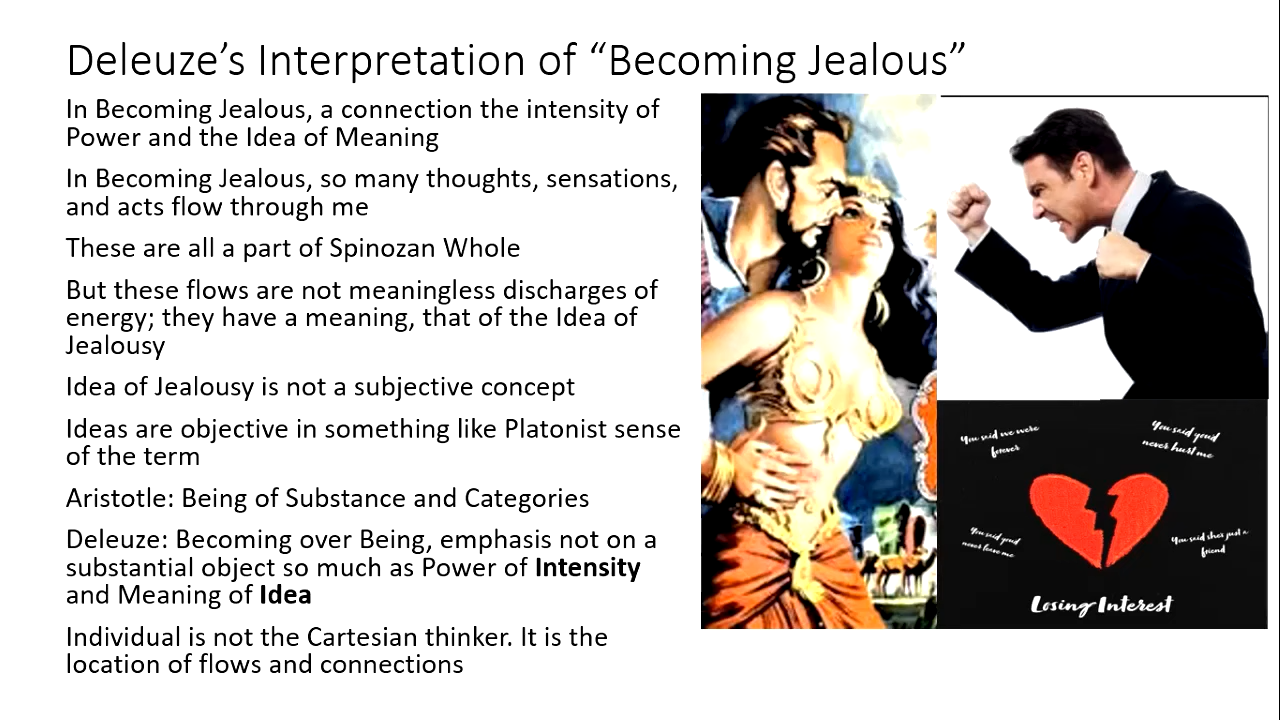 Deleuze’s Interpretation of “Becoming Jealous”
In Becoming Jealous, a connection the intensity of
Power and the Idea of Meaning
In Becoming Jealous, so many thoughts, sensations,
and acts flow through me
These are all a part of Spinozan Whole
But these flows are not meaningless discharges of
energy; they have a meaning, that of the Idea of
Jealousy
Idea of Jealousy is not a subjective concept
Ideas are objective in something like Platonist sense
of the term
Aristotle: Being of Substance and Categories
Deleuze: Becoming over Being, emphasis not on a
substantial object so much as Power of Intensity
and Meaning of Idea
Individual is not the Cartesian thinker. It is the
location of flows and connections
You said we were
forever
You said youd
never hurt me
You said youd
never leave me
You said shes just a
friend
Losing Interest